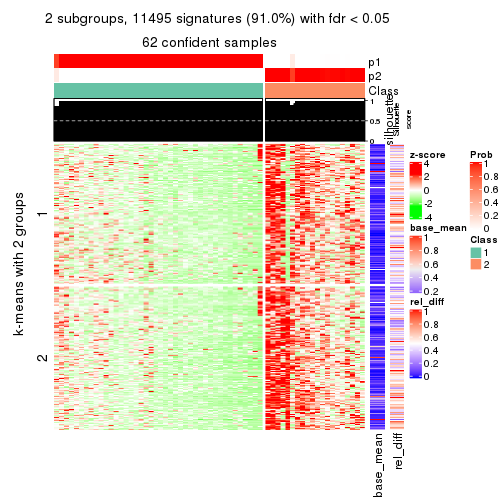 2 subgroups, 11495 signatures (91.0%) with fdr < 0.05
62 confident samples
p1
p2
Class
silhouette
Silhouette
score
1
0.5
0
k-means with 2 groups
1
2
base_mean
rel_diff
z-score
4
2
0
-2
-4
base_mean
1
0.8
0.6
0.4
0.2
rel_diff
1
0.8
0.6
0.4
0.2
0
Prob
1
0.8
0.6
0.4
0.2
0
Class
1
2